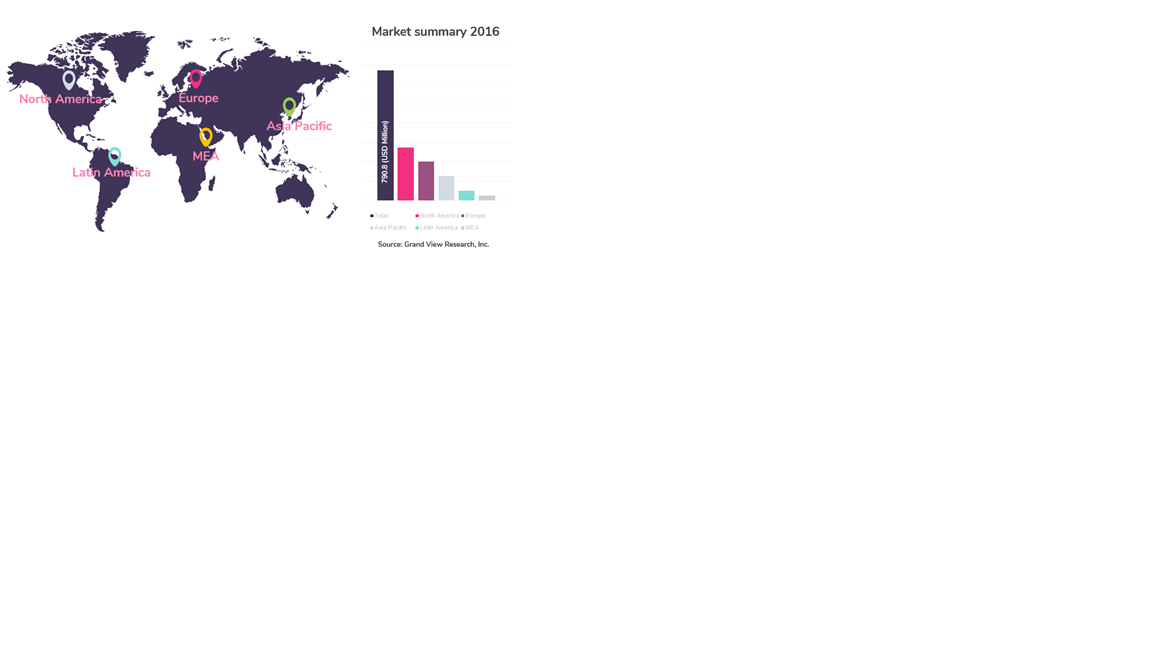 Market summary 2016
North America
Europe
Asia Pacific
MEA
Latin America
790.8 (USD Million)
Total North America Europe
Asia Pacific Latin America MEA
Source: Grand View Research, Inc.